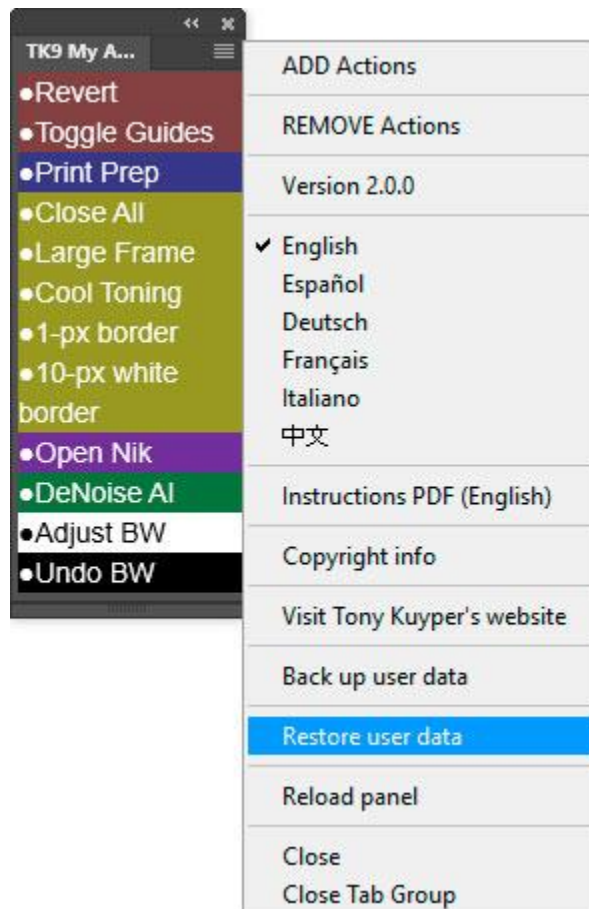 TK9 My A...
●Revert
●Toggle Guides
●Print Prep
●Close All
●Large Frame
●Cool Toning
●1-px border
●10-px white
border
●Open Nik
●DeNoise AI
●Adjust BW
●Undo BW
ADD Actions
REMOVE Actions
Version 2.0.0
✔ English
Español
Deutsch
Français
Italiano
中文
Instructions PDF (English)
Copyright info
Visit Tony Kuyper's website
Back up user data
Restore user data
Reload panel
Close
Close Tab Group